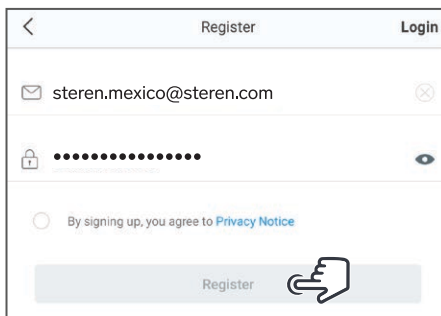 Register Login
steren.mexico@steren.com
••••••••••••••••
By signing up, you agree to Privacy Notice
Register